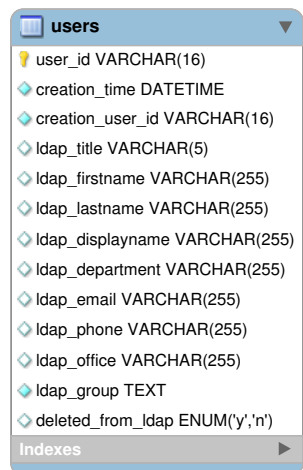 users
user_id VARCHAR(16)
creation_time DATETIME
creation_user_id VARCHAR(16)
ldap_title VARCHAR(5)
ldap_firstname VARCHAR(255)
ldap_lastname VARCHAR(255)
ldap_displayname VARCHAR(255)
ldap_department VARCHAR(255)
ldap_email VARCHAR(255)
ldap_phone VARCHAR(255)
ldap_office VARCHAR(255)
ldap_group TEXT
deleted_from_ldap ENUM('y','n')
Indexes